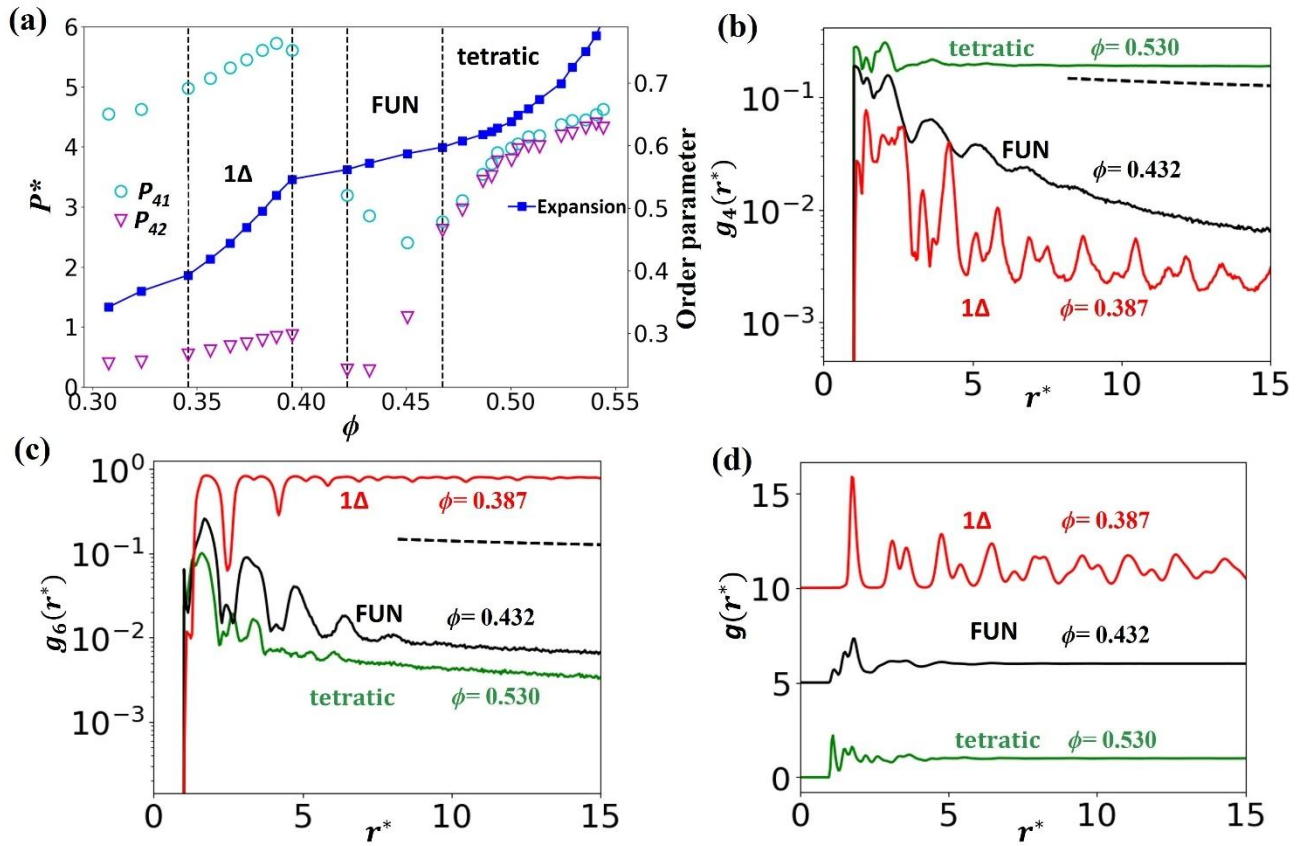 (a)
6
5
4
3
2
1
0
P*
0.30 0.35 0.40 0.45 0.50 0.55
ϕ
0.7
0.6
0.5
0.4
0.3
Order parameter
1Δ
FUN
tetratic
P₄₁
P₄₂
Expansion
(b)
10⁻¹
10⁻²
10⁻³
g₄(r*)
0 5 10 15
r*
tetratic ϕ= 0.530
FUN
ϕ= 0.432
1Δ ϕ= 0.387
(c)
10⁰
10⁻¹
10⁻²
10⁻³
g₆(r*)
0 5 10 15
r*
1Δ ϕ= 0.387
FUN ϕ= 0.432
tetratic ϕ= 0.530
(d)
15
10
5
0
g(r*)
0 5 10 15
r*
1Δ ϕ= 0.387
FUN ϕ= 0.432
tetratic ϕ= 0.530